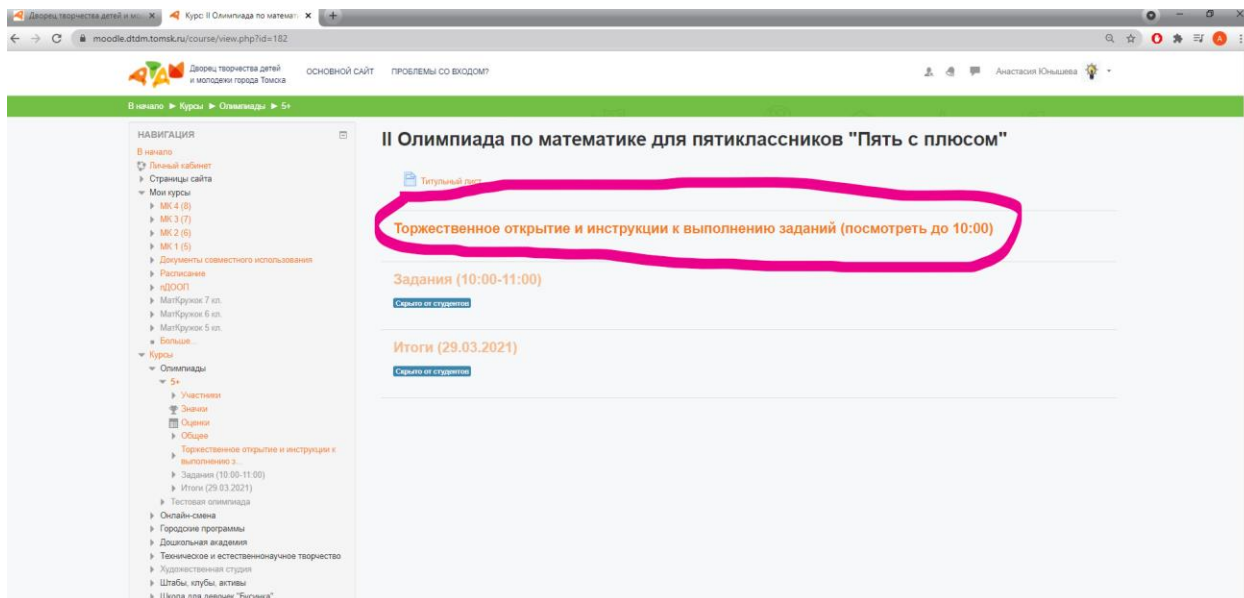 Дворец творчества детей и мо
Курс: II Олимпиада по математи
moodle.dtdm.tomsk.ru/course/view.php?id=182
Дворец творчества детей
и молодежи города Томска
ОСНОВНОЙ САЙТ
ПРОБЛЕМЫ СО ВХОДОМ?
Анастасия Юнышева
В начало ► Курсы ► Олимпиады ► 5+
НАВИГАЦИЯ
В начало
Личный кабинет
Страницы сайта
Мои курсы
МК 4 (8)
МК 3 (7)
МК 2 (6)
МК 1 (5)
Документы совместного использования
Расписание
пДООП
МатКружок 7 кл.
МатКружок 6 кл.
МатКружок 5 кл.
Больше...
Курсы
Олимпиады
5+
Участники
Значки
Оценки
Общее
Торжественное открытие и инструкции к
выполнению з...
Задания (10:00-11:00)
Итоги (29.03.2021)
Тестовая олимпиада
Онлайн-смена
Городские программы
Дошкольная академия
Техническое и естественнонаучное творчество
Художественная студия
Штабы, клубы, активы
Школа для девочек "Бусинка"
II Олимпиада по математике для пятиклассников "Пять с плюсом"
Титульный лист
Торжественное открытие и инструкции к выполнению заданий (посмотреть до 10:00)
Задания (10:00-11:00)
Скрыто от студентов
Итоги (29.03.2021)
Скрыто от студентов